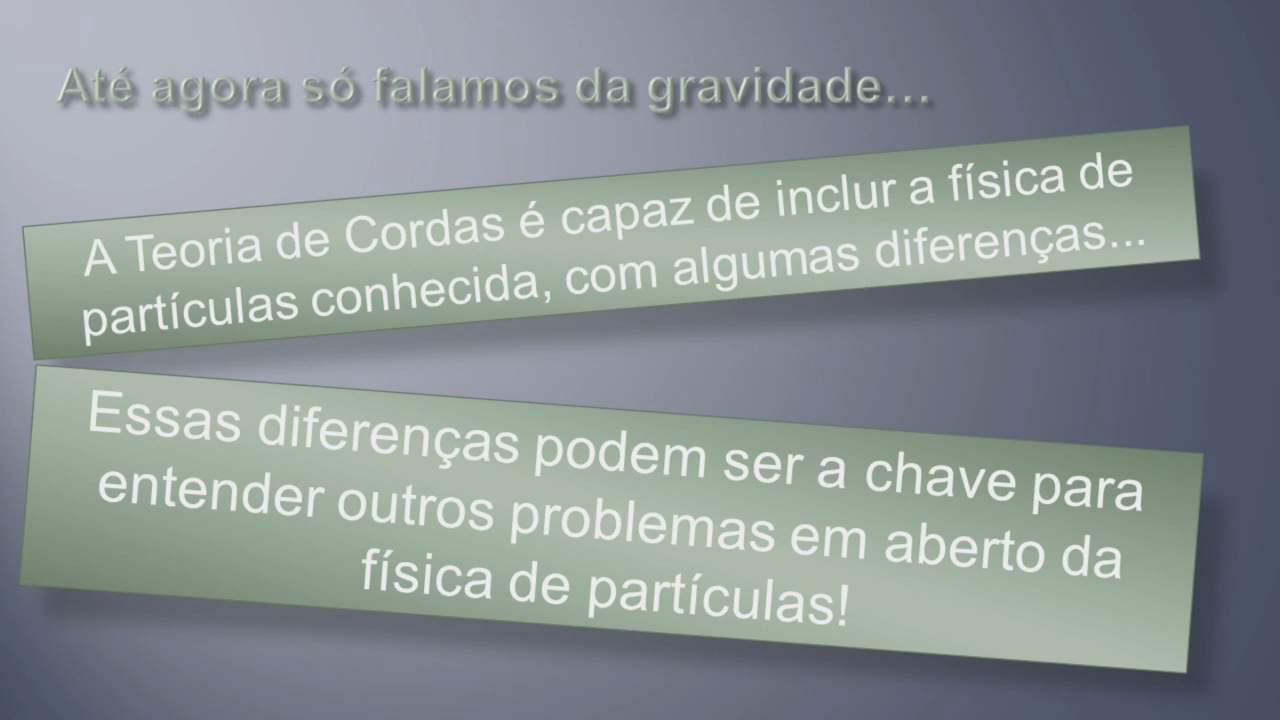 Até agora só falamos da gravidade...
A Teoria de Cordas é capaz de inclur a física de
partículas conhecida, com algumas diferenças...
Essas diferenças podem ser a chave para
entender outros problemas em aberto da
física de partículas!